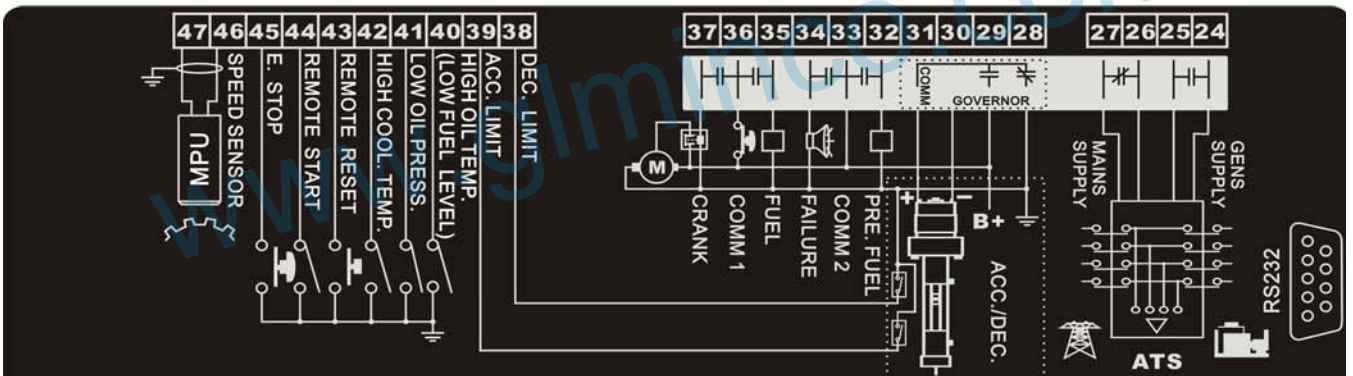 47 46 45 44 43 42 41 40 39 38
37 36 35 34 33 32 31 30 29 28
27 26 25 24
SPEED SENSOR
E. STOP
REMOTE START
REMOTE RESET
HIGH COOL. TEMP.
LOW OIL PRESS.
(LOW FUEL LEVEL)
HIGH OIL TEMP.
ACC. LIMIT
DEC. LIMIT
MPU
COMM
GOVERNOR
M
CRANK
COMM 1
FUEL
FAILURE
COMM 2
PRE. FUEL
+ −
B+
ACC./DEC.
MAINS
SUPPLY
GENS
SUPPLY
ATS
RS232
www.glminco.com